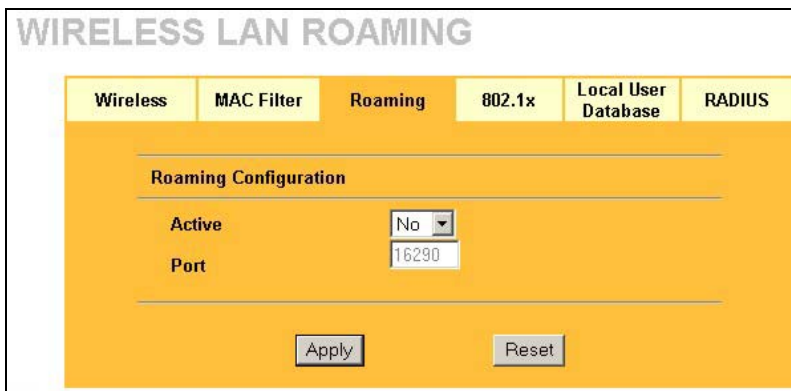 WIRELESS LAN ROAMING
Wireless MAC Filter Roaming 802.1x Local User Database RADIUS
Roaming Configuration
Active No
Port 16290
Apply Reset